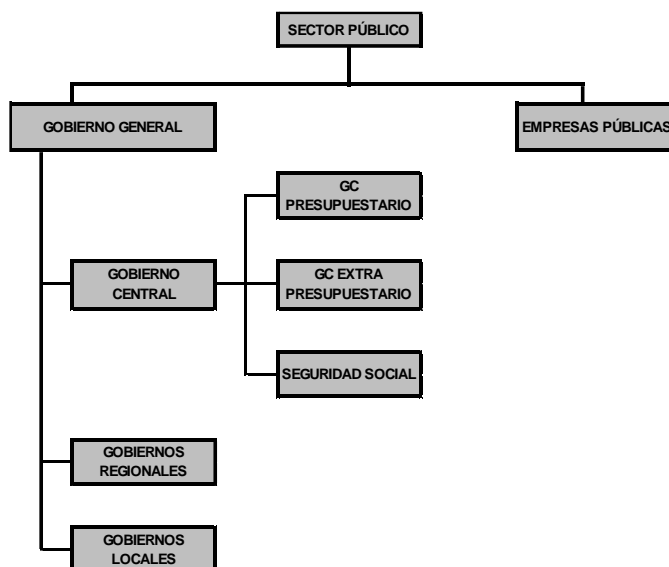 SECTOR PÚBLICO
GOBIERNO GENERAL
EMPRESAS PÚBLICAS
GC
PRESUPUESTARIO
GOBIERNO
CENTRAL
GC EXTRA
PRESUPUESTARIO
SEGURIDAD SOCIAL
GOBIERNOS
REGIONALES
GOBIERNOS
LOCALES